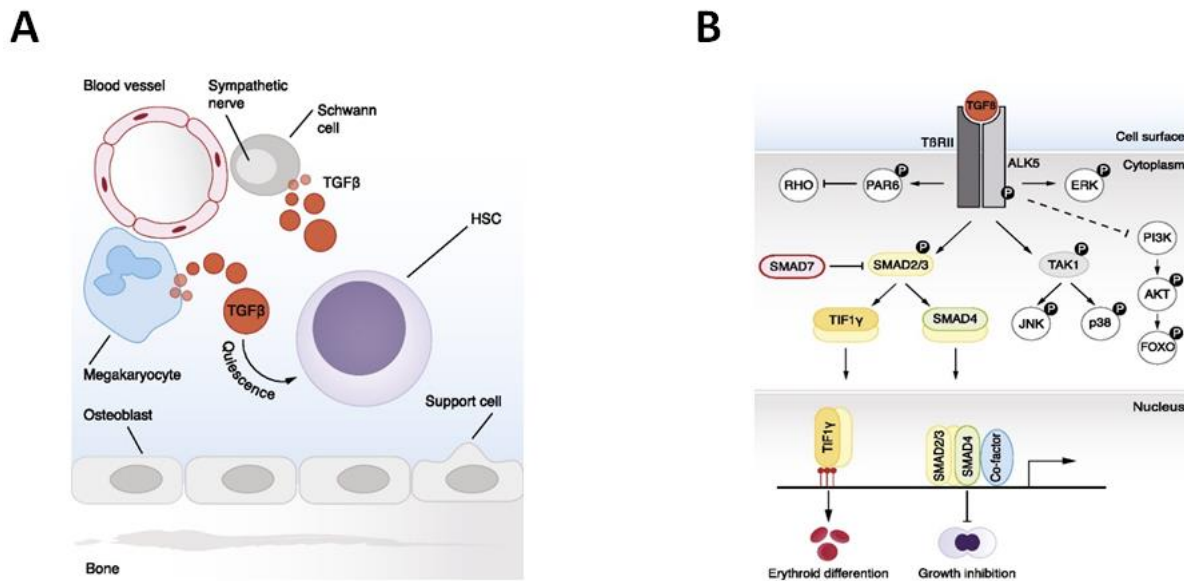 A
Blood vessel
Sympathetic
nerve
Schwann
cell
TGFβ
HSC
TGFβ
Quiescence
Megakaryocyte
Osteoblast
Support cell
Bone
B
TGFß
TßRII
Cell surface
ALK5
Cytoplasm
RHO
PAR6
P
P
ERK
P
PI3K
SMAD7
SMAD2/3
P
TAK1
P
AKT
P
TIF1γ
SMAD4
JNK
P
p38
P
FOXO
P
Nucleus
TIF1γ
SMAD2/3
SMAD4
Co-factor
Erythroid differention
Growth inhibition